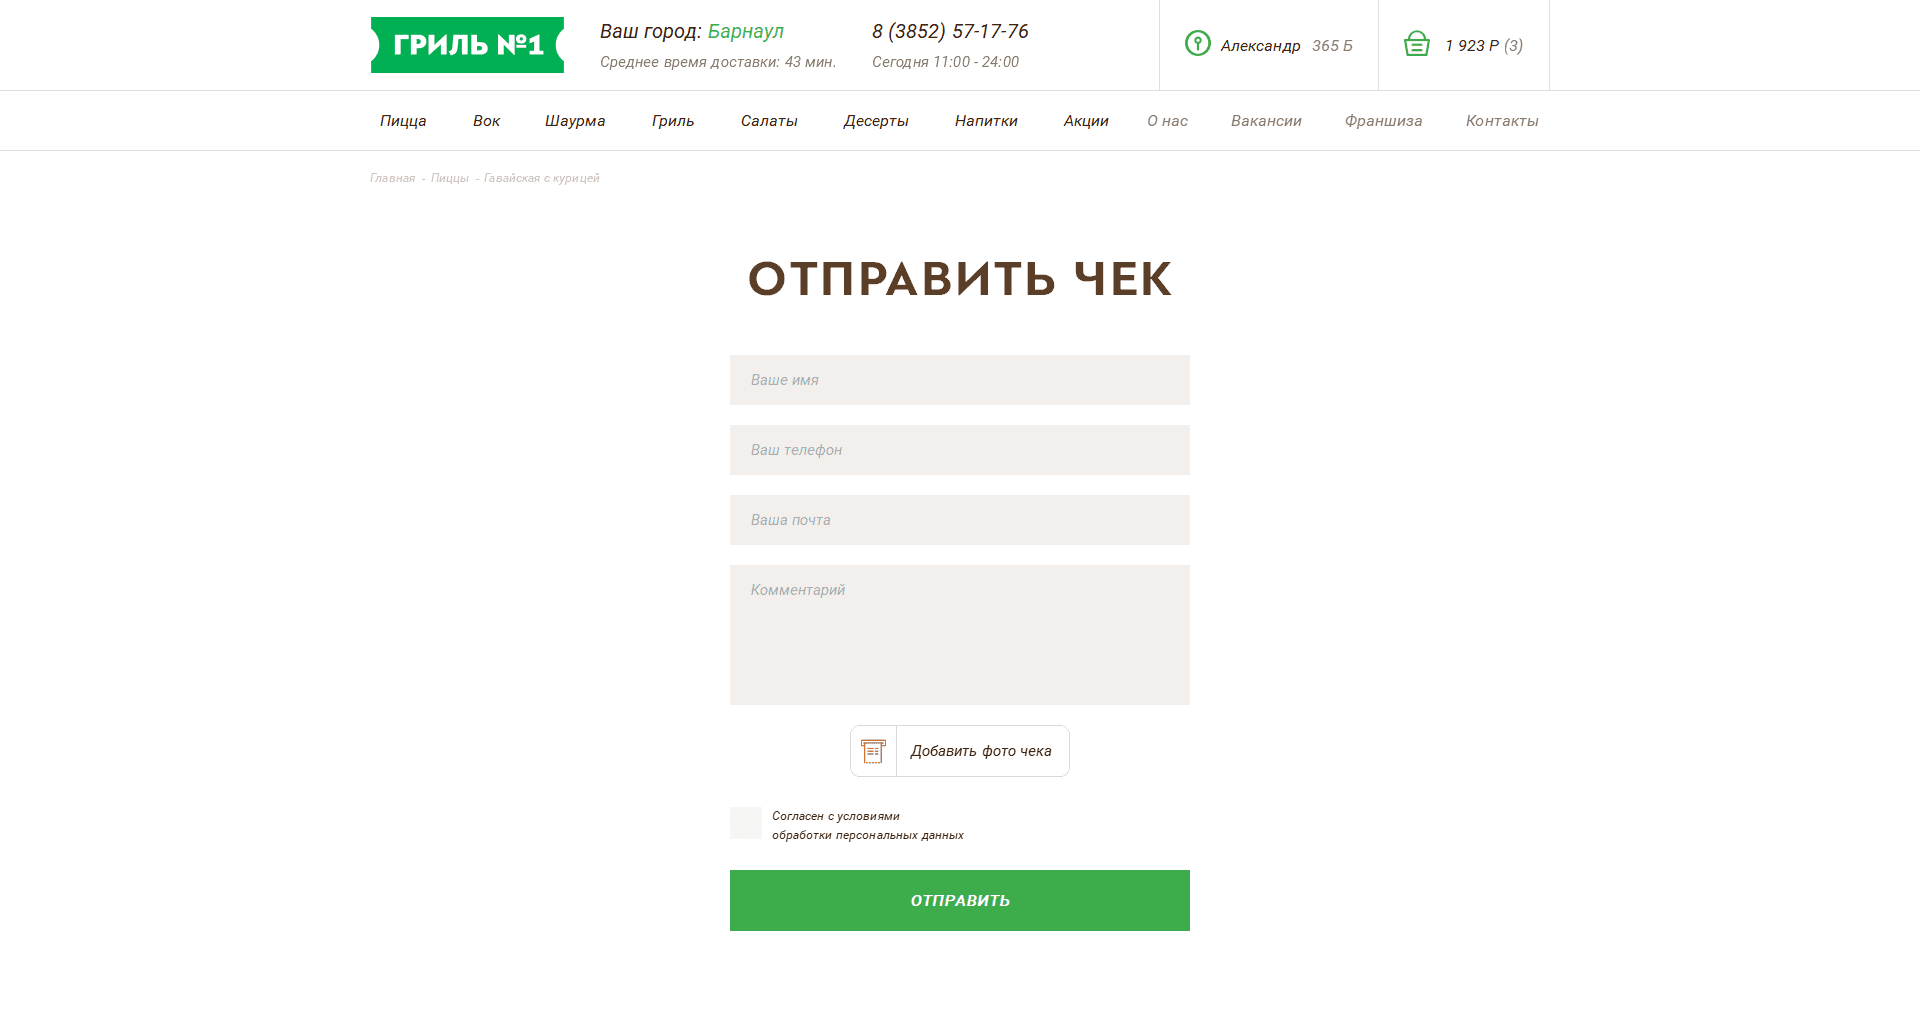 ГРИЛЬ №1
Ваш город: Барнаул
Среднее время доставки: 43 мин.
8 (3852) 57-17-76
Сегодня 11:00 - 24:00
Александр 365 Б
1 923 Р (3)
Пицца Вок Шаурма Гриль Салаты Десерты Напитки Акции О нас Вакансии Франшиза Контакты
Главная - Пиццы - Гавайская с курицей
ОТПРАВИТЬ ЧЕК
Ваше имя
Ваш телефон
Ваша почта
Комментарий
Добавить фото чека
Согласен с условиями
обработки персональных данных
ОТПРАВИТЬ